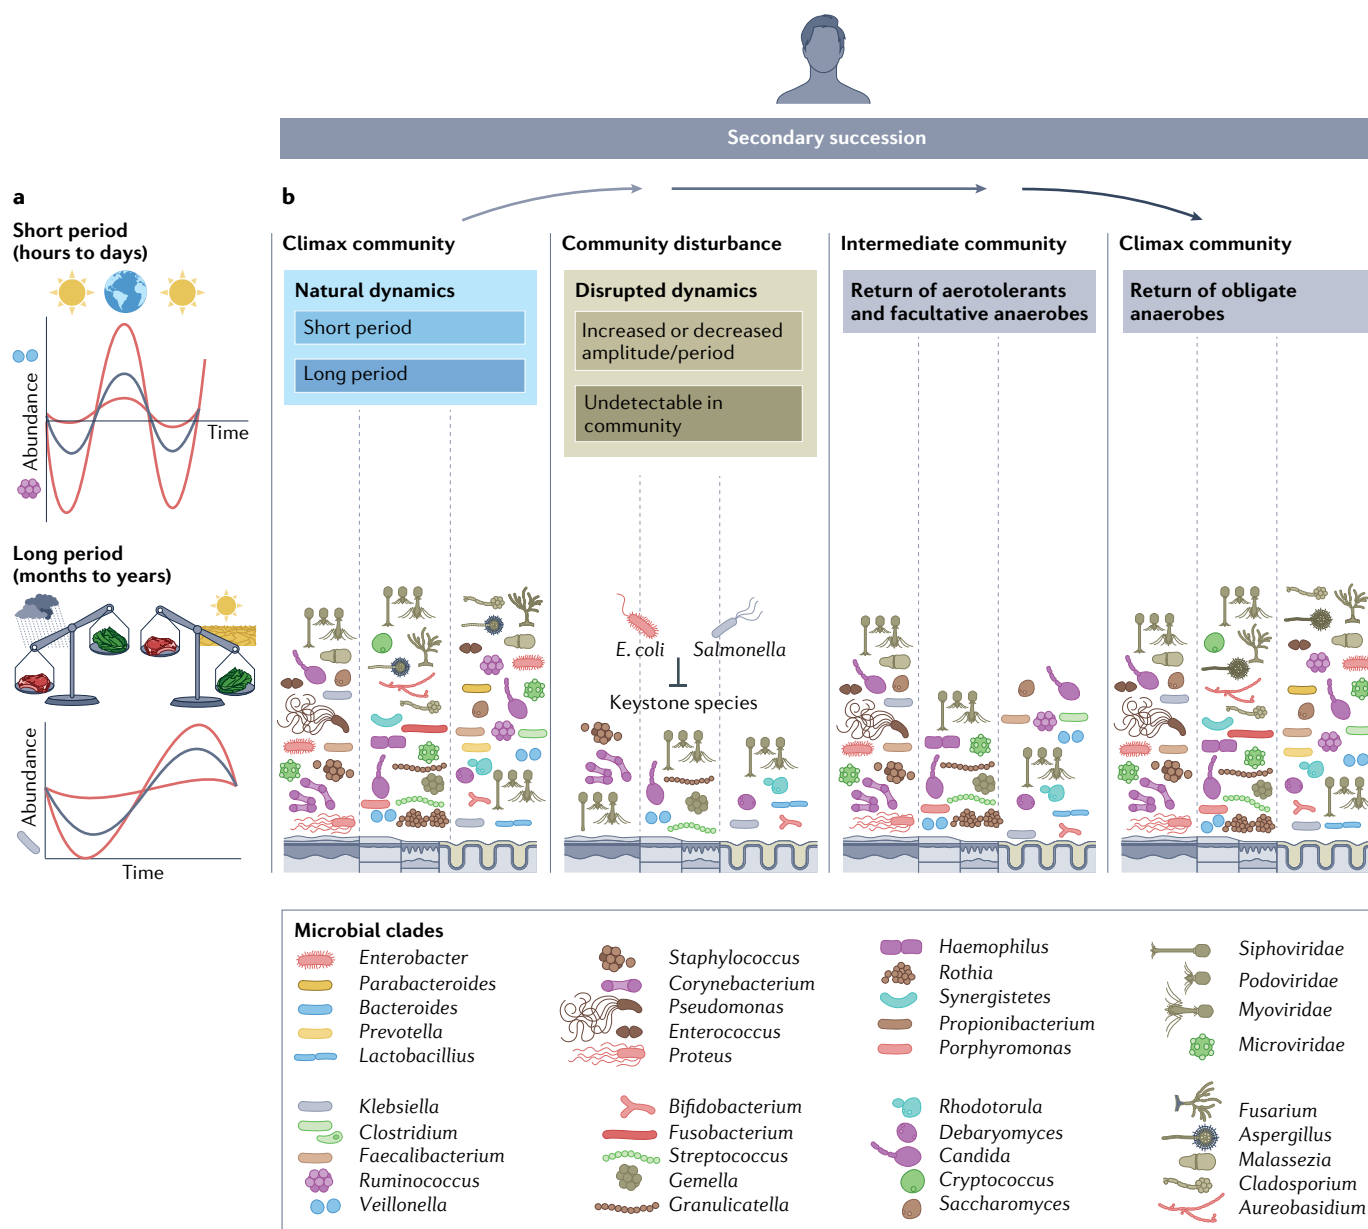 Secondary succession
a
Short period
(hours to days)
Abundance
Time
Long period
(months to years)
Abundance
Time
b
Climax community
Natural dynamics
Short period
Long period
Community disturbance
Disrupted dynamics
Increased or decreased
amplitude/period
Undetectable in
community
E. coli
Salmonella
Keystone species
Intermediate community
Return of aerotolerants
and facultative anaerobes
Climax community
Return of obligate
anaerobes
Microbial clades
Enterobacter
Parabacteroides
Bacteroides
Prevotella
Lactobacillius
Klebsiella
Clostridium
Faecalibacterium
Ruminococcus
Veillonella
Staphylococcus
Corynebacterium
Pseudomonas
Enterococcus
Proteus
Bifidobacterium
Fusobacterium
Streptococcus
Gemella
Granulicatella
Haemophilus
Rothia
Synergistetes
Propionibacterium
Porphyromonas
Rhodotorula
Debaryomyces
Candida
Cryptococcus
Saccharomyces
Siphoviridae
Podoviridae
Myoviridae
Microviridae
Fusarium
Aspergillus
Malassezia
Cladosporium
Aureobasidium